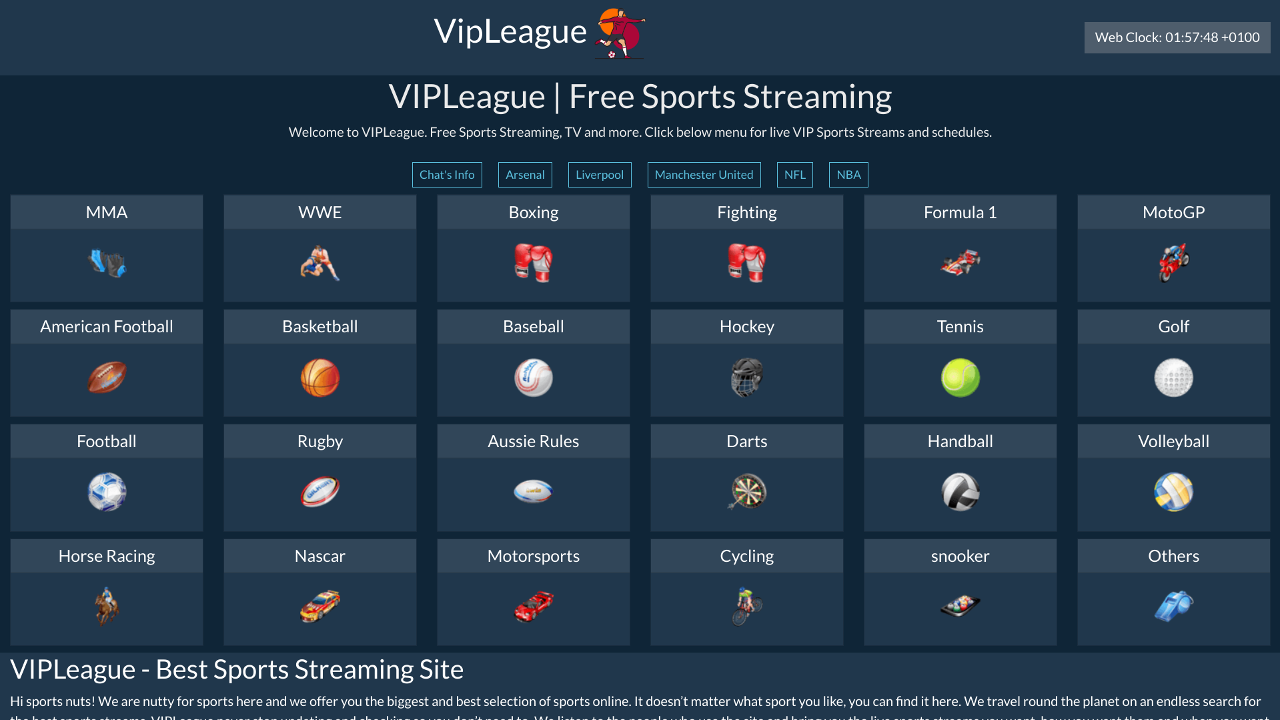 VipLeague
Web Clock: 01:57:48 +0100
VIPLeague | Free Sports Streaming
Welcome to VIPLeague. Free Sports Streaming, TV and more. Click below menu for live VIP Sports Streams and schedules.
Chat's Info Arsenal Liverpool Manchester United NFL NBA
MMA WWE Boxing Fighting Formula 1 MotoGP
American Football Basketball Baseball Hockey Tennis Golf
Football Rugby Aussie Rules Darts Handball Volleyball
Horse Racing Nascar Motorsports Cycling snooker Others
VIPLeague - Best Sports Streaming Site
Hi sports nuts! We are nutty for sports here and we offer you the biggest and best selection of sports online. It doesn't matter what sport you like, you can find it here. We travel round the planet on an endless search for